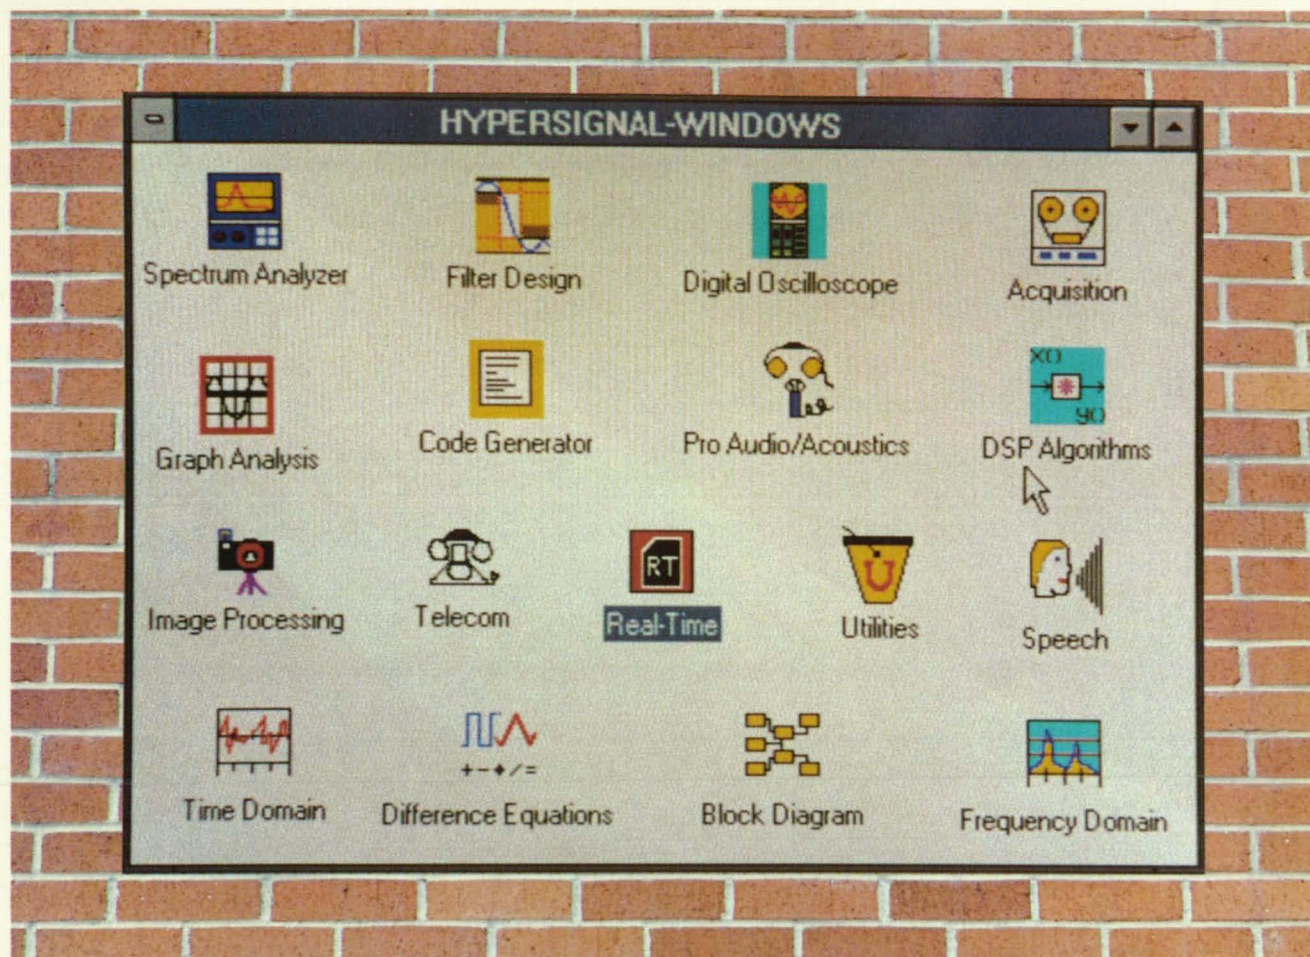 HYPERSIGNAL-WINDOWS
Spectrum Analyzer
Filter Design
Digital Oscilloscope
Acquisition
Graph Analysis
Code Generator
Pro Audio/Acoustics
X()
Y()
DSP Algorithms
Image Processing
Telecom
RT
Real-Time
Utilities
Speech
Time Domain
+-+/=
Difference Equations
Block Diagram
Frequency Domain